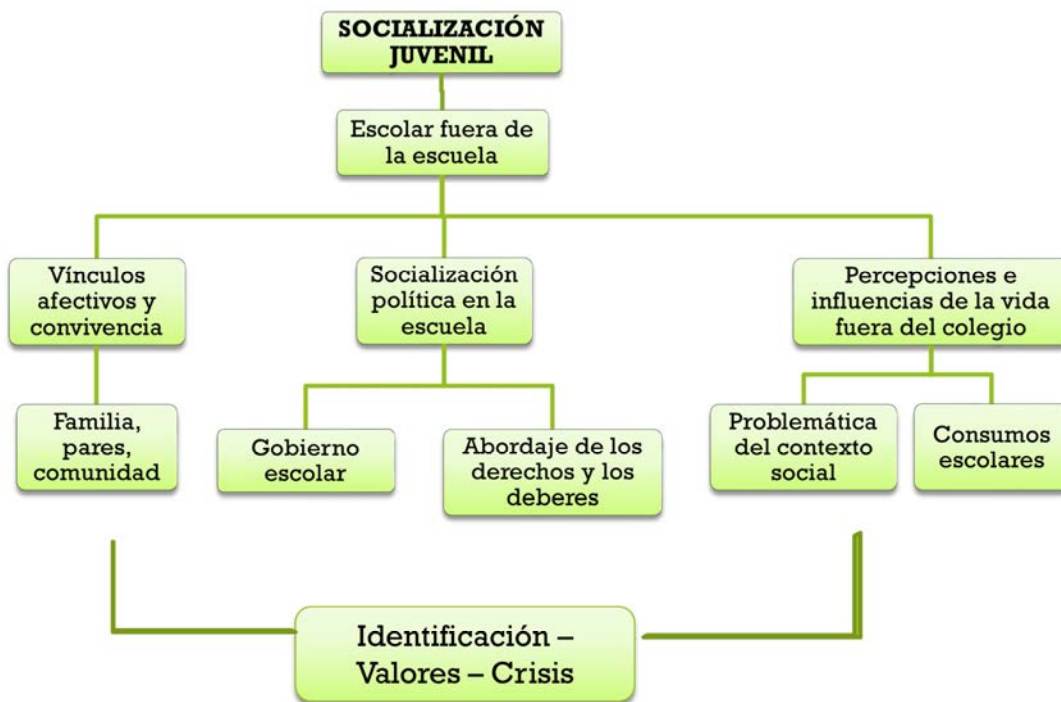 SOCIALIZACIÓN
JUVENIL
Escolar fuera de
la escuela
Vínculos
afectivos y
convivencia
Socialización
política en la
escuela
Percepciones e
influencias de la vida
fuera del colegio
Familia,
pares,
comunidad
Gobierno
escolar
Abordaje de los
derechos y los
deberes
Problemática
del contexto
social
Consumos
escolares
Identificación –
Valores – Crisis